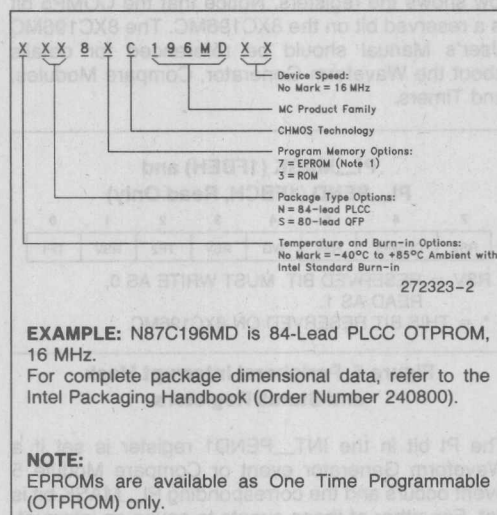 X X 8 X C 1 9 6 M D X X
Device Speed:
No Mark = 16 MHz
MC Product Family
CHMOS Technology
Program Memory Options:
7 = EPROM (Note 1)
3 = ROM
Package Type Options:
N = 84-lead PLCC
S = 80-lead QFP
Temperature and Burn-in Options:
No Mark = -40°C to +85°C Ambient with
Intel Standard Burn-in
272323-2
EXAMPLE: N87C196MD is 84-Lead PLCC OTPROM,
16 MHz.
For complete package dimensional data, refer to the
Intel Packaging Handbook (Order Number 240800).
NOTE:
EPROMs are available as One Time Programmable
(OTPROM) only.